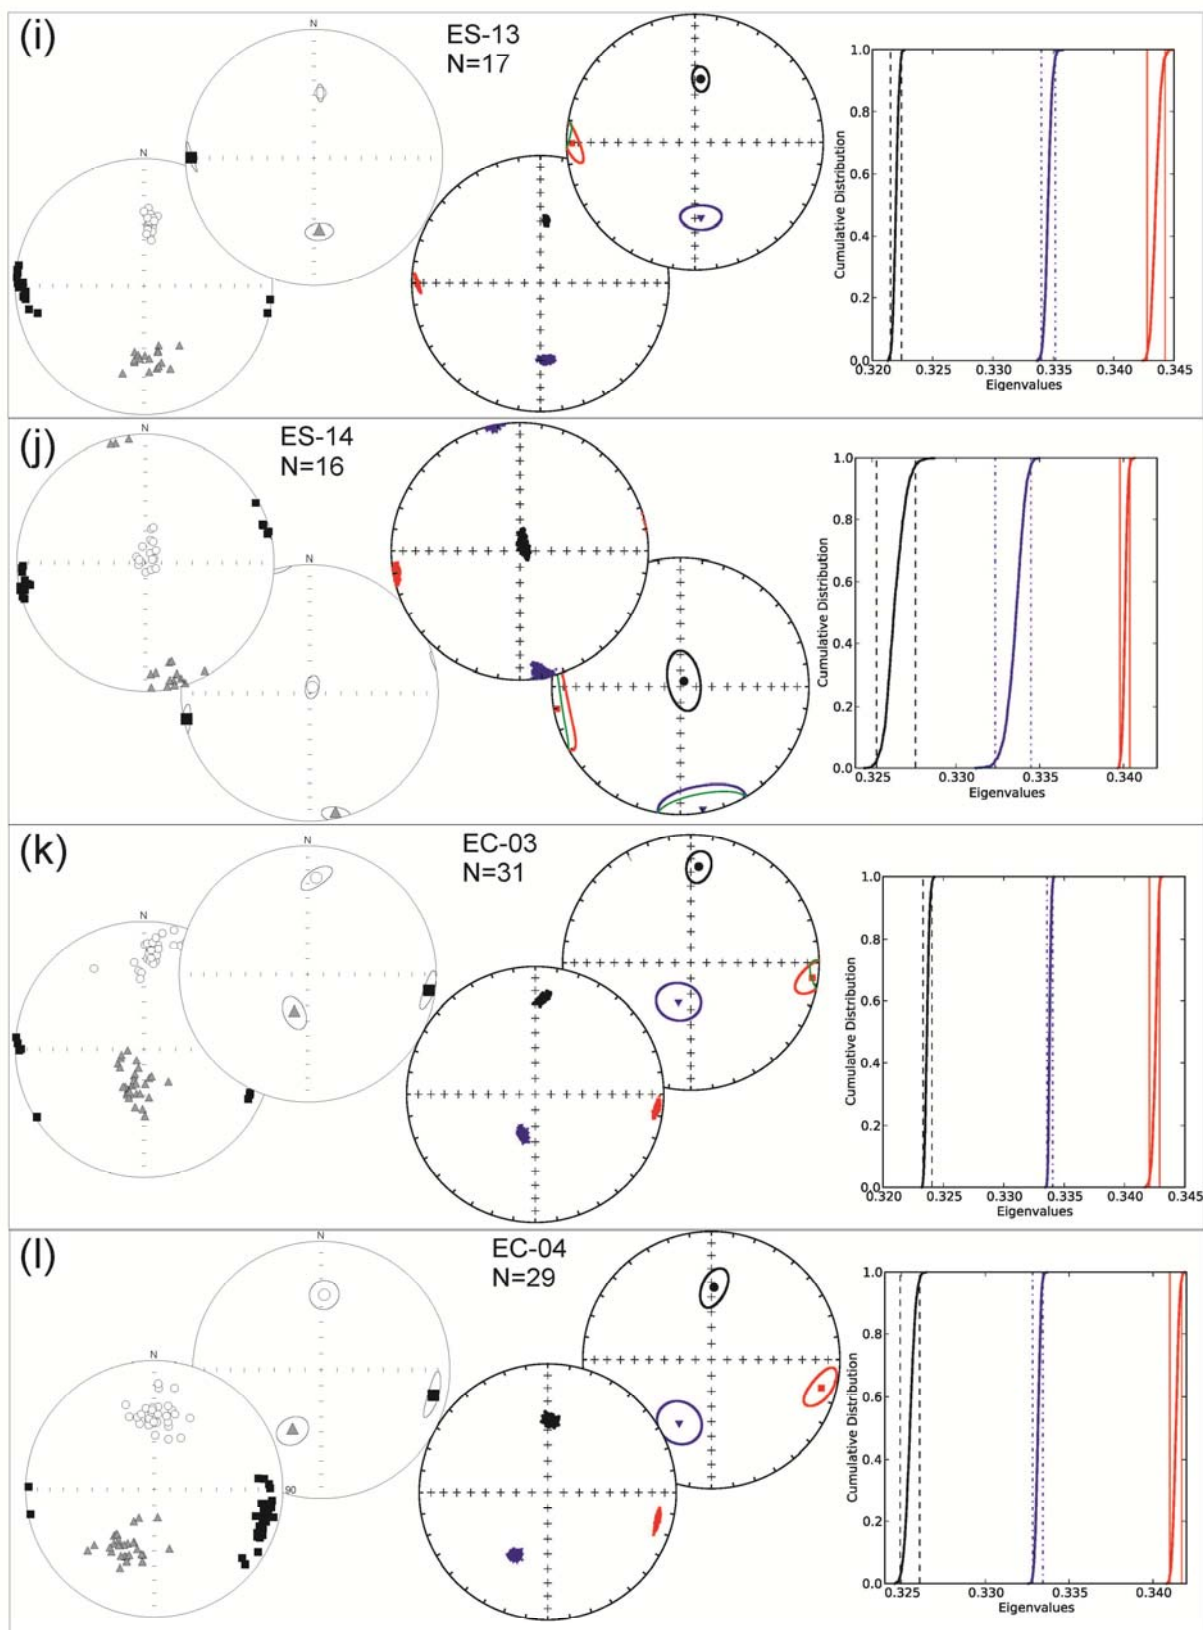 (i)
ES-13
N=17
N
N
1.0
0.8
0.6
0.4
0.2
0.0
Cumulative Distribution
0.320 0.325 0.330 0.335 0.340 0.345
Eigenvalues
(j)
ES-14
N=16
N
N
1.0
0.8
0.6
0.4
0.2
0.0
Cumulative Distribution
0.325 0.330 0.335 0.340
Eigenvalues
(k)
EC-03
N=31
N
N
1.0
0.8
0.6
0.4
0.2
0.0
Cumulative Distribution
0.320 0.325 0.330 0.335 0.340 0.345
Eigenvalues
(l)
EC-04
N=29
N
N
90
1.0
0.8
0.6
0.4
0.2
0.0
Cumulative Distribution
0.325 0.330 0.335 0.340
Eigenvalues